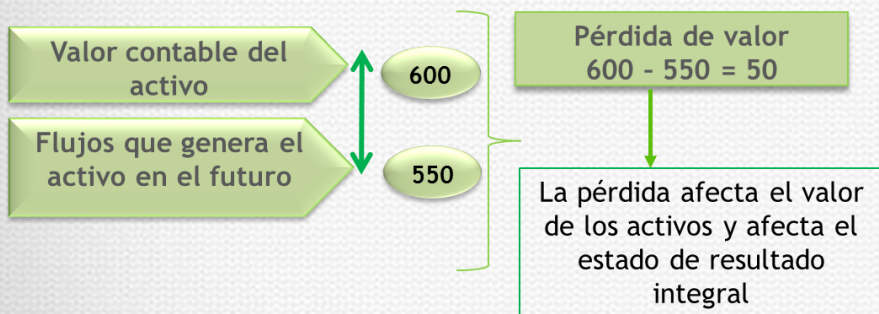 Valor contable del
activo
600
Flujos que genera el
activo en el futuro
550
Pérdida de valor
600 - 550 = 50
La pérdida afecta el valor
de los activos y afecta el
estado de resultado
integral